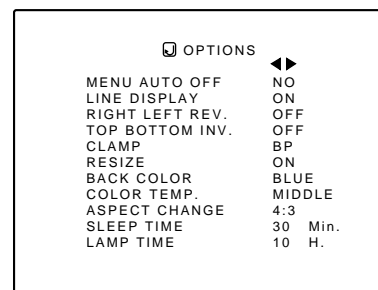 OPTIONS
MENU AUTO OFF NO
LINE DISPLAY ON
RIGHT LEFT REV. OFF
TOP BOTTOM INV. OFF
CLAMP BP
RESIZE ON
BACK COLOR BLUE
COLOR TEMP. MIDDLE
ASPECT CHANGE 4:3
SLEEP TIME 30 Min.
LAMP TIME 10 H.